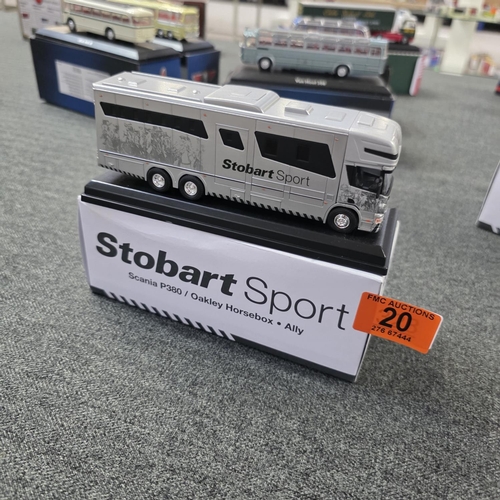 Stobart Sport
Stobart Sport
Scania P380 / Oakley Horsebox • Ally
FMC AUCTIONS
20
276 87444